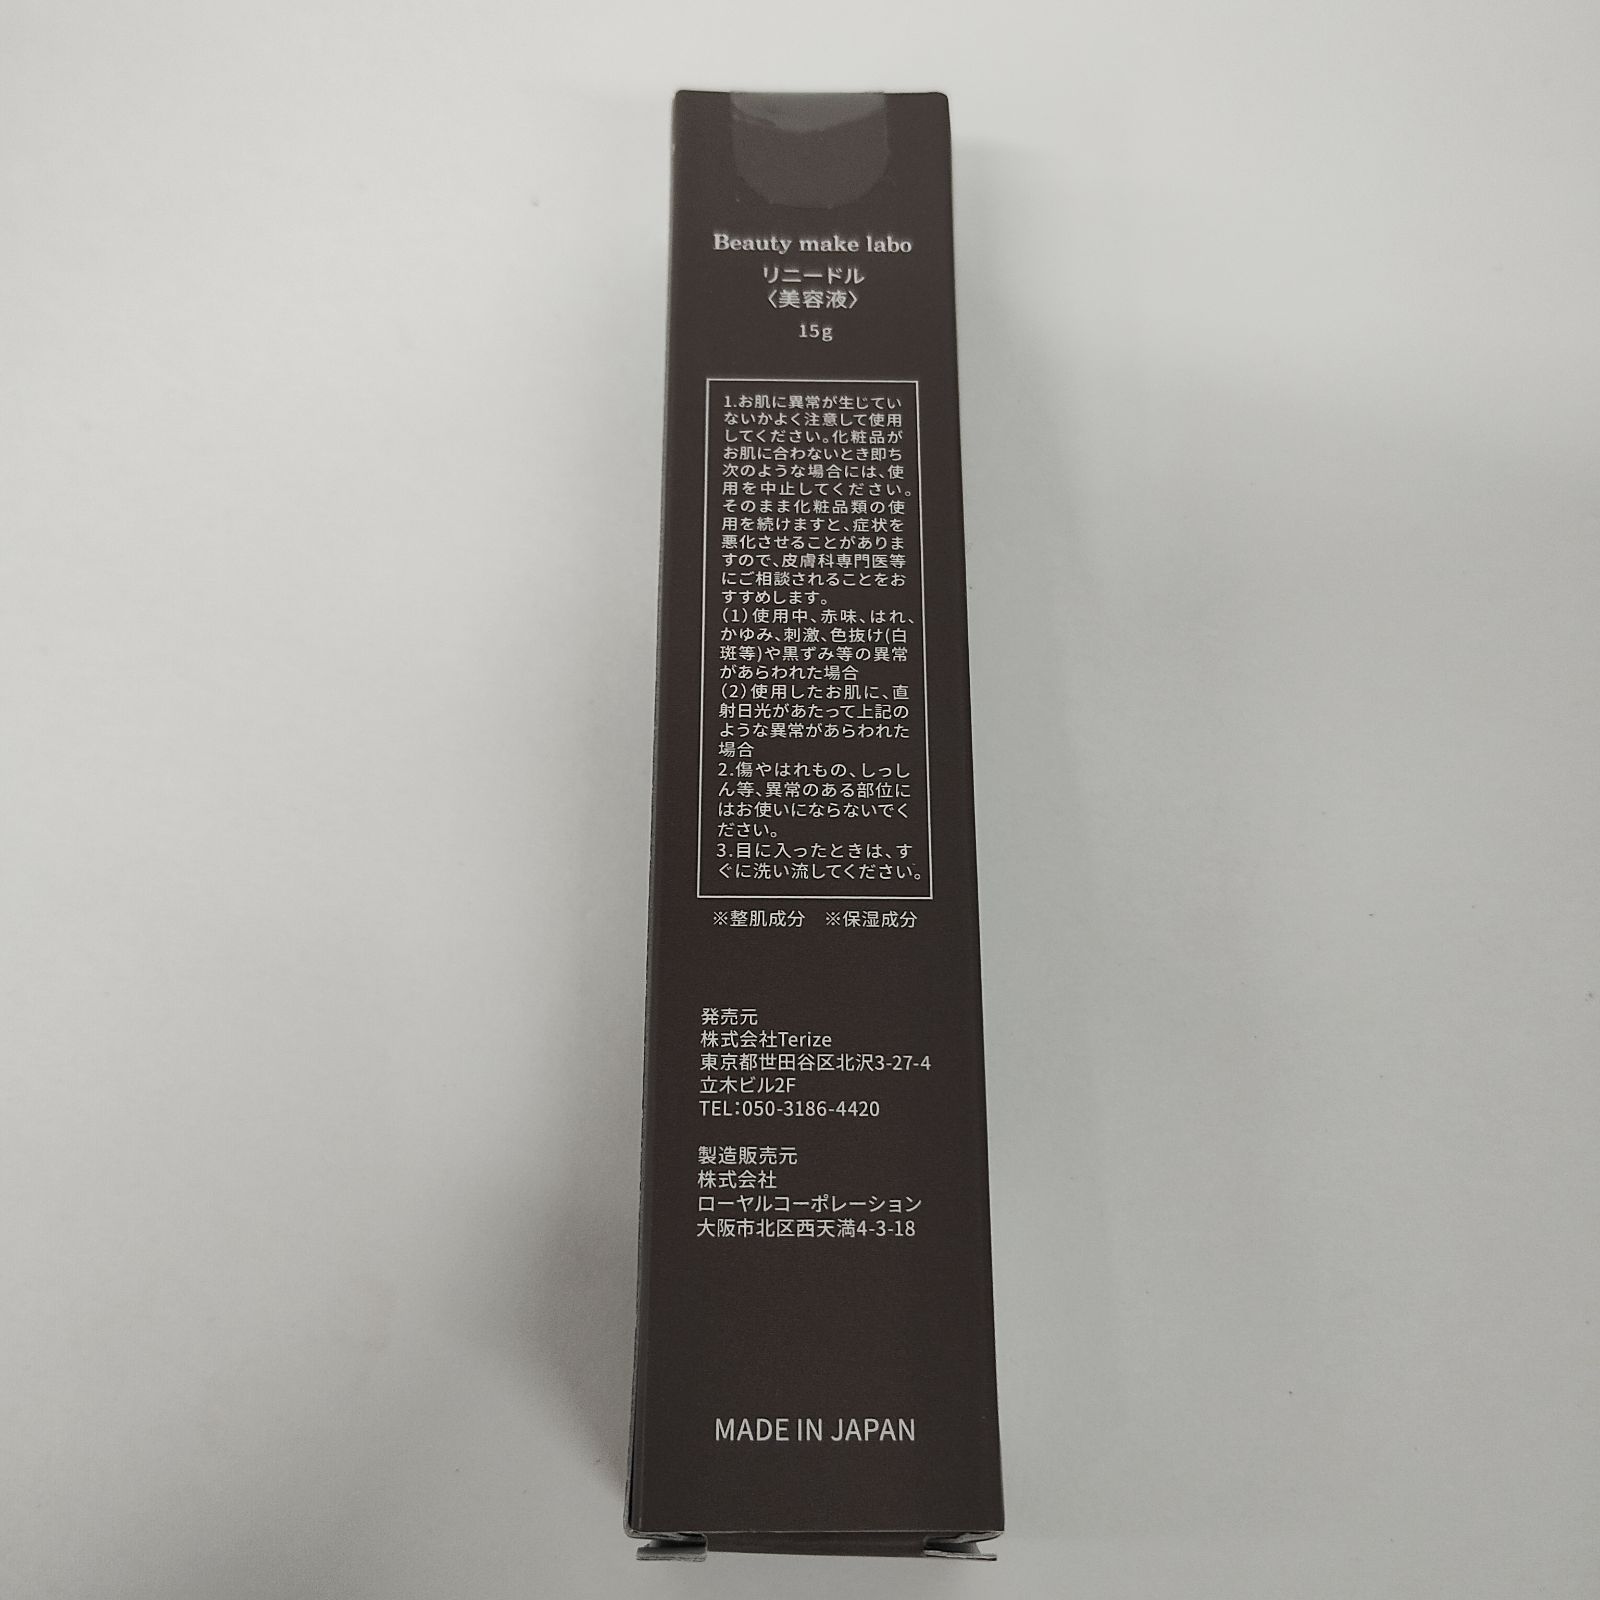 Beauty make labo
リニードル
〈美容液〉
15g
1.お肌に異常が生じてい
ないかよく注意して使用
してください。化粧品が
お肌に合わないとき即ち
次のような場合には、使
用を中止してください。
そのまま化粧品類の使
用を続けますと、症状を
悪化させることがありま
すので、皮膚科専門医等
にご相談されることをお
すすめします。
(1)使用中、赤味、はれ、
かゆみ、刺激、色抜け(白
斑等)や黒ずみ等の異常
があらわれた場合
(2)使用したお肌に、直
射日光があたって上記の
ような異常があらわれた
場合
2.傷やはれもの、しっし
ん等、異常のある部位に
はお使いにならないでく
ださい。
3.目に入ったときは、す
ぐに洗い流してください。
※整肌成分　※保湿成分
発売元
株式会社Terize
東京都世田谷区北沢3-27-4
立木ビル2F
TEL:050-3186-4420
製造販売元
株式会社
ローヤルコーポレーション
大阪市北区西天満4-3-18
MADE IN JAPAN